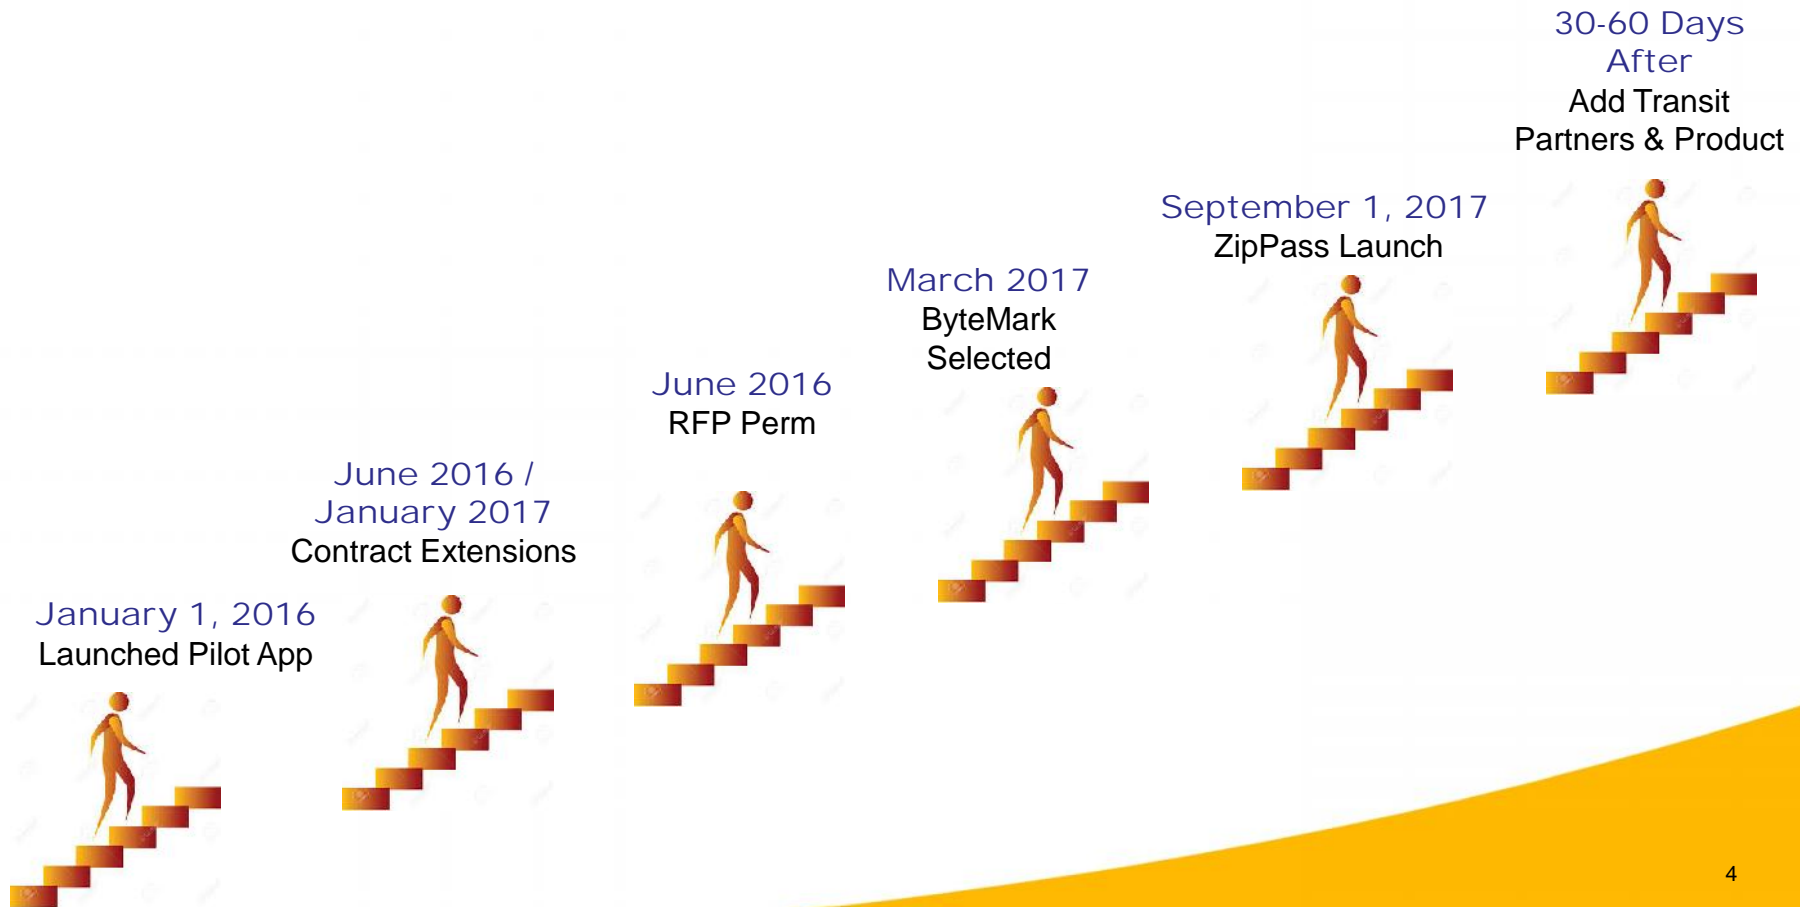 January 1, 2016
Launched Pilot App
June 2016 /
January 2017
Contract Extensions
June 2016
RFP Perm
March 2017
ByteMark
Selected
September 1, 2017
ZipPass Launch
30-60 Days
After
Add Transit
Partners & Product
4